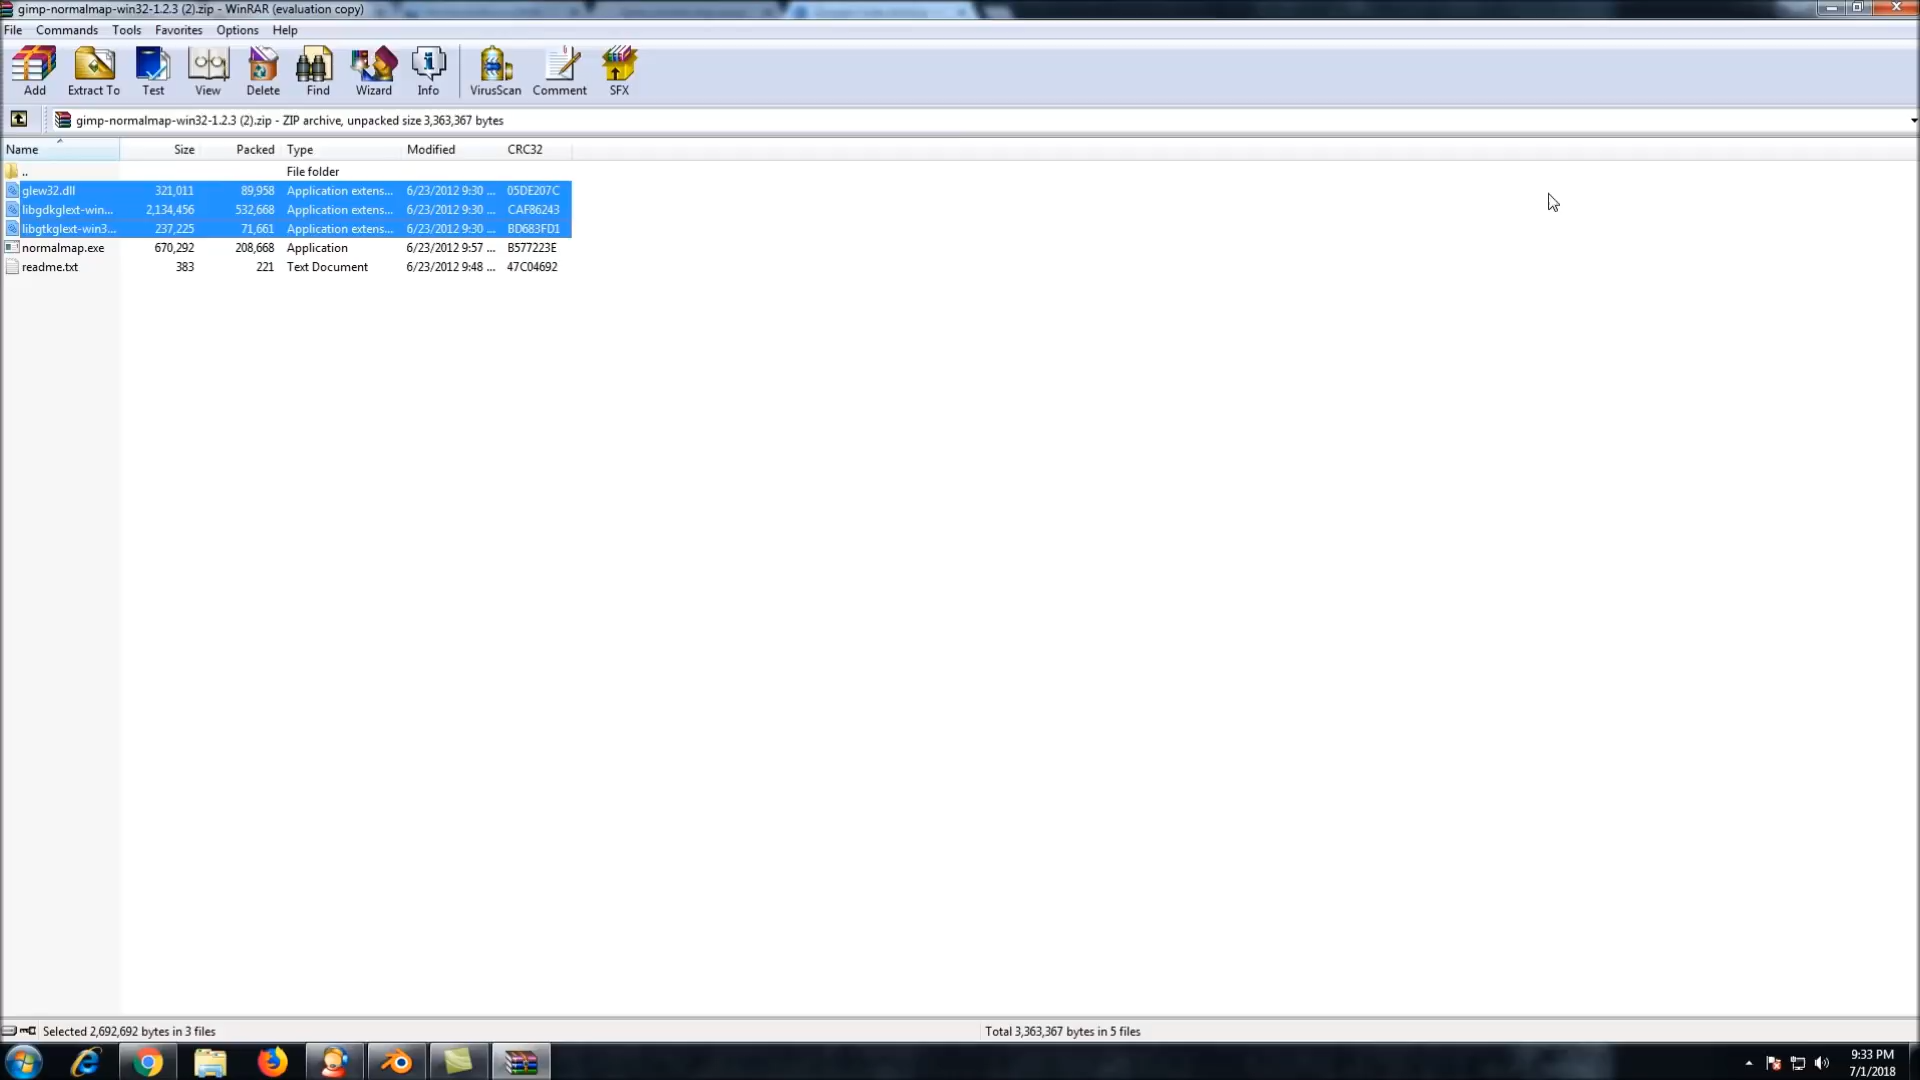 gimp-normalmap-win32-1.2.3 (2).zip - WinRAR (evaluation copy)
File Commands Tools Favorites Options Help
Add Extract To Test View Delete Find Wizard Info VirusScan Comment SFX
gimp-normalmap-win32-1.2.3 (2).zip - ZIP archive, unpacked size 3,363,367 bytes
Name Size Packed Type Modified CRC32
.. File folder
glew32.dll 321,011 89,958 Application extens... 6/23/2012 9:30 ... 05DE207C
libgdkglext-win... 2,134,456 532,668 Application extens... 6/23/2012 9:30 ... CAF86243
libgtkglext-win3... 237,225 71,661 Application extens... 6/23/2012 9:30 ... BD683FD1
normalmap.exe 670,292 208,668 Application 6/23/2012 9:57 ... B577223E
readme.txt 383 221 Text Document 6/23/2012 9:48 ... 47C04692
Selected 2,692,692 bytes in 3 files Total 3,363,367 bytes in 5 files
9:33 PM
7/1/2018